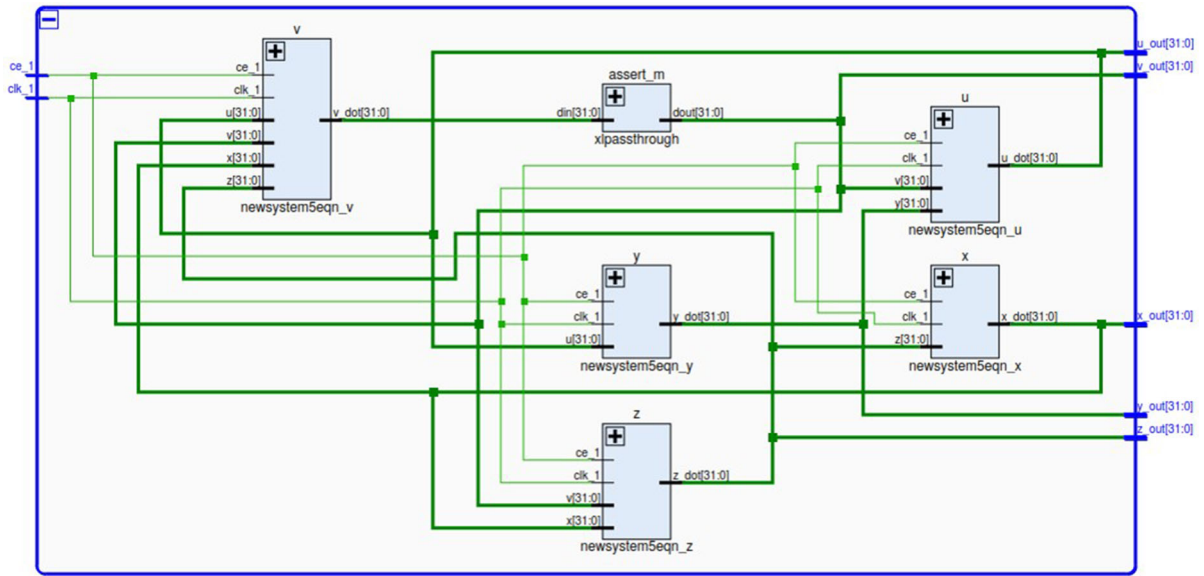 ce_1
clk_1
v
ce_1
clk_1
u[31:0]
v[31:0]
x[31:0]
z[31:0]
v_dot[31:0]
newsystem5eqn_v
assert_m
din[31:0]
dout[31:0]
xlpassthrough
u
ce_1
clk_1
v[31:0]
y[31:0]
u_dot[31:0]
newsystem5eqn_u
y
ce_1
clk_1
u[31:0]
y_dot[31:0]
newsystem5eqn_y
x
ce_1
clk_1
z[31:0]
x_dot[31:0]
newsystem5eqn_x
z
ce_1
clk_1
v[31:0]
x[31:0]
z_dot[31:0]
newsystem5eqn_z
u_out[31:0]
v_out[31:0]
x_out[31:0]
y_out[31:0]
z_out[31:0]